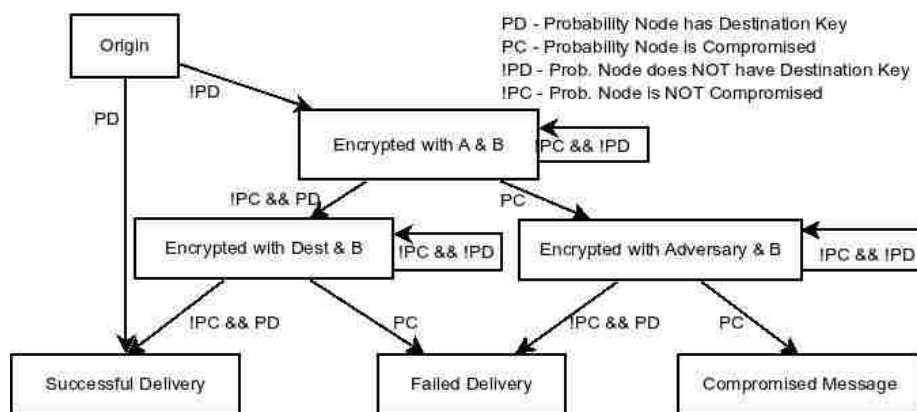 PD - Probability Node has Destination Key
Origin
PC - Probability Node is Compromised
!PD - Prob. Node does NOT have Destination Key
!PC - Prob. Node is NOT Compromised
!PD
PD
Encrypted with A & B
!PC && !PD
!PC && PD
PC
Encrypted with Dest & B
!PC && !PD
Encrypted with Adversary & B
!PC && !PD
!PC && PD
PC
!PC && PD
PC
Successful Delivery
Failed Delivery
Compromised Message